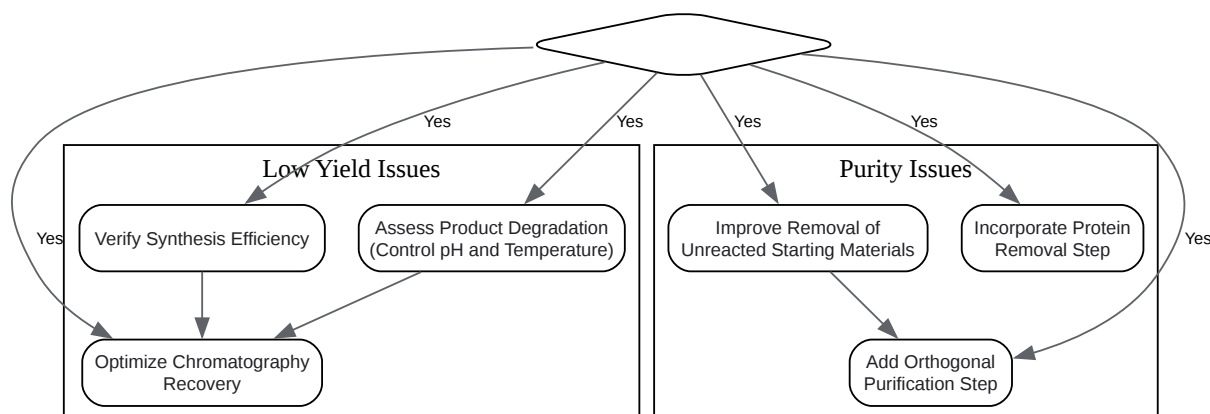 Yes
Yes
Yes
Yes
Low Yield Issues
Purity Issues
Verify Synthesis Efficiency
Assess Product Degradation
(Control pH and Temperature)
Improve Removal of
Unreacted Starting Materials
Incorporate Protein
Removal Step
Yes
Yes
Optimize Chromatography
Recovery
Add Orthogonal
Purification Step